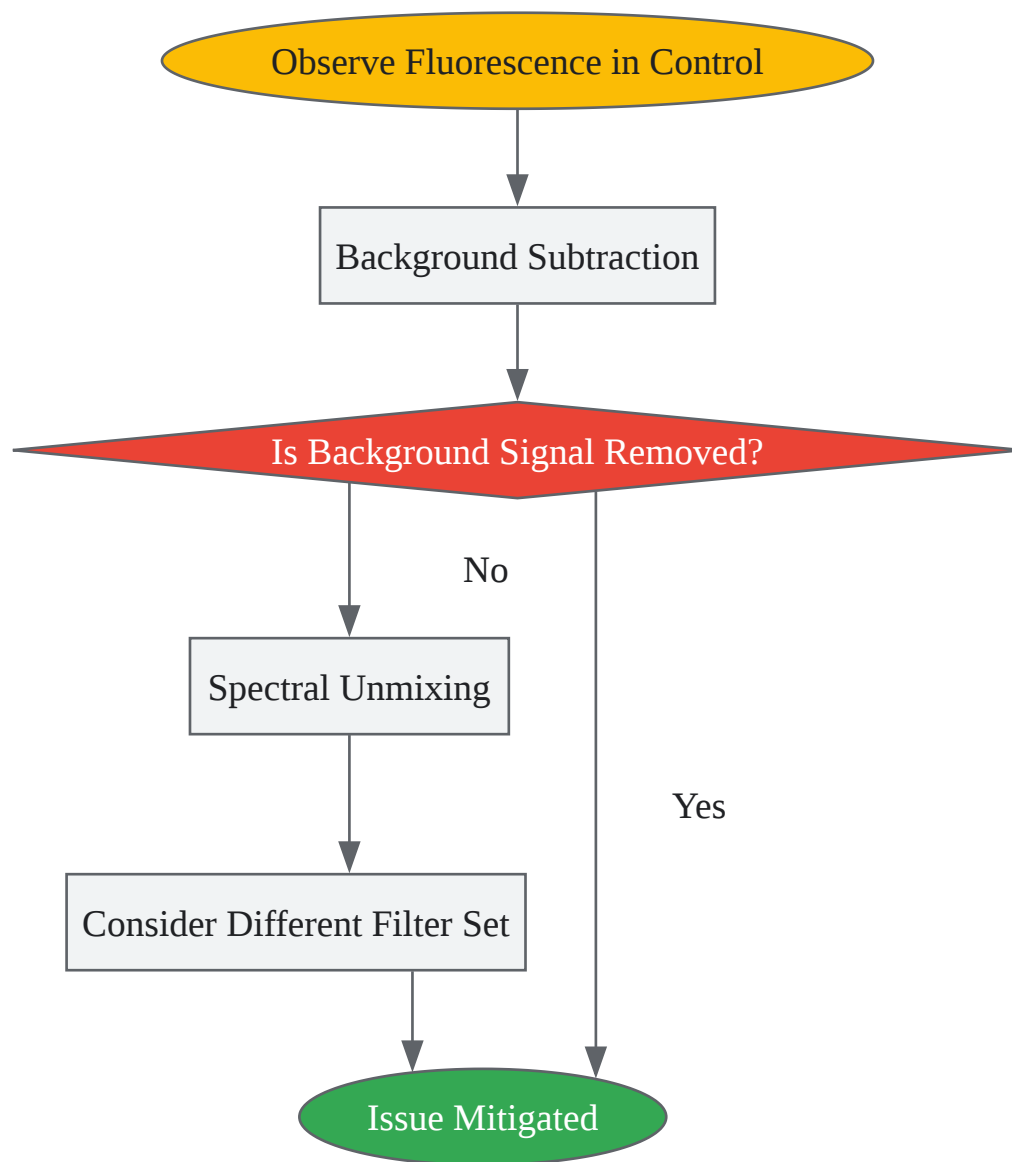 Observe Fluorescence in Control
Background Subtraction
Is Background Signal Removed?
No
Spectral Unmixing
Yes
Consider Different Filter Set
Issue Mitigated